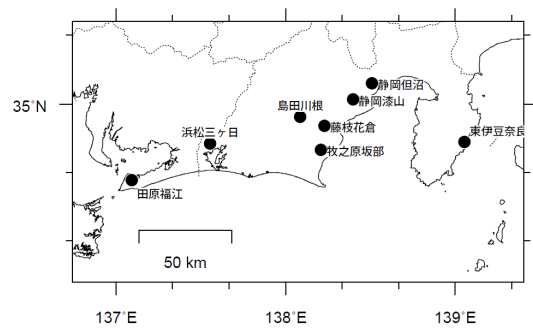 静岡但沼
静岡漆山
35°N
島田川根
藤枝花倉
浜松三ヶ日
東伊豆奈良
牧之原坂部
田原福江
50 km
137°E
138°E
139°E